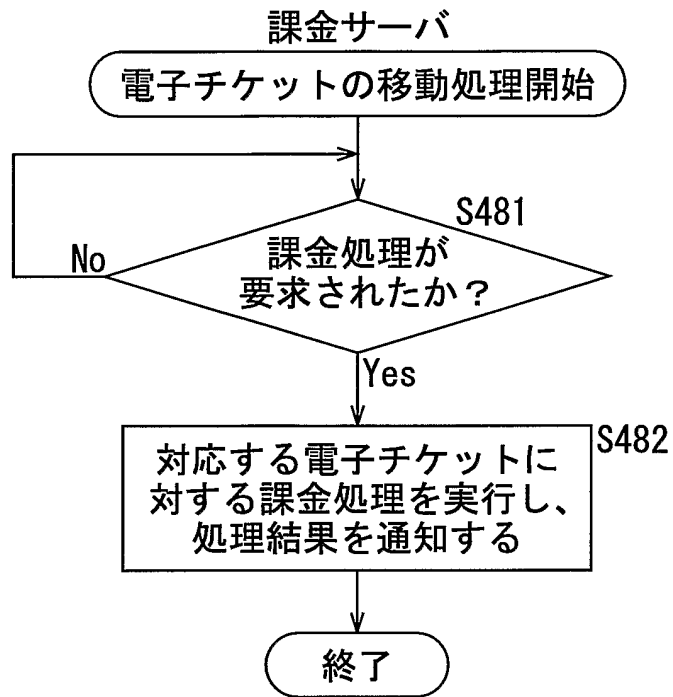 課金サーバ
電子チケットの移動処理開始
S481
課金処理が
要求されたか？
No
Yes
S482
対応する電子チケットに
対する課金処理を実行し、
処理結果を通知する
終了